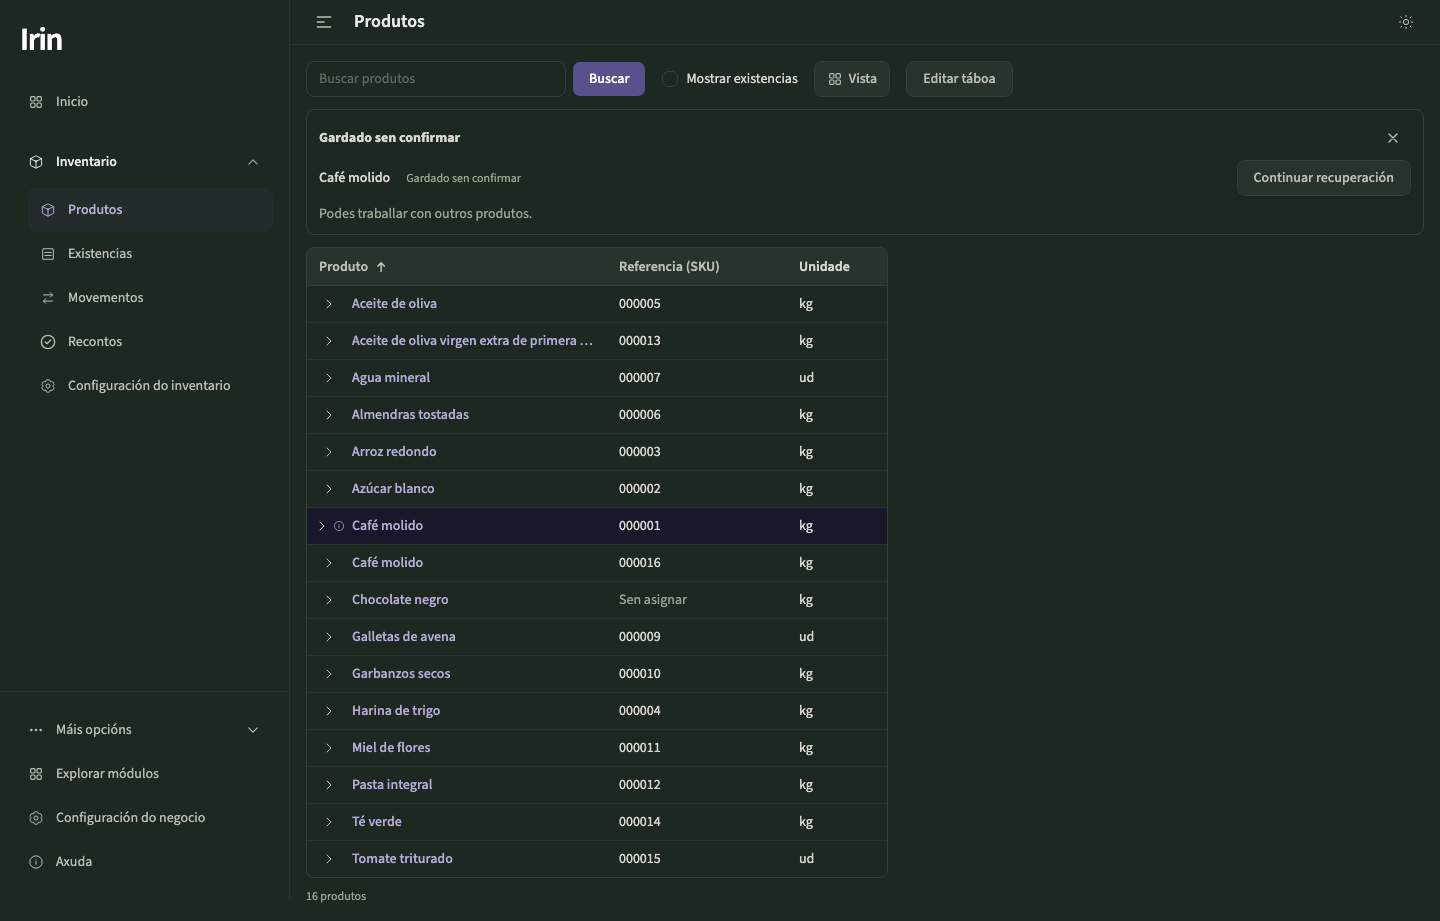 Irin
Inicio
Inventario
Produtos
Existencias
Movementos
Recontos
Configuración do inventario
Máis opcións
Explorar módulos
Configuración do negocio
Axuda
Produtos
Buscar produtos Buscar Mostrar existencias Vista Editar táboa
Gardado sen confirmar
Café molido Gardado sen confirmar Continuar recuperación
Podes traballar con outros produtos.
Produto Referencia (SKU) Unidade
Aceite de oliva 000005 kg
Aceite de oliva virgen extra de primera … 000013 kg
Agua mineral 000007 ud
Almendras tostadas 000006 kg
Arroz redondo 000003 kg
Azúcar blanco 000002 kg
Café molido 000001 kg
Café molido 000016 kg
Chocolate negro Sen asignar kg
Galletas de avena 000009 ud
Garbanzos secos 000010 kg
Harina de trigo 000004 kg
Miel de flores 000011 kg
Pasta integral 000012 kg
Té verde 000014 kg
Tomate triturado 000015 ud
16 produtos